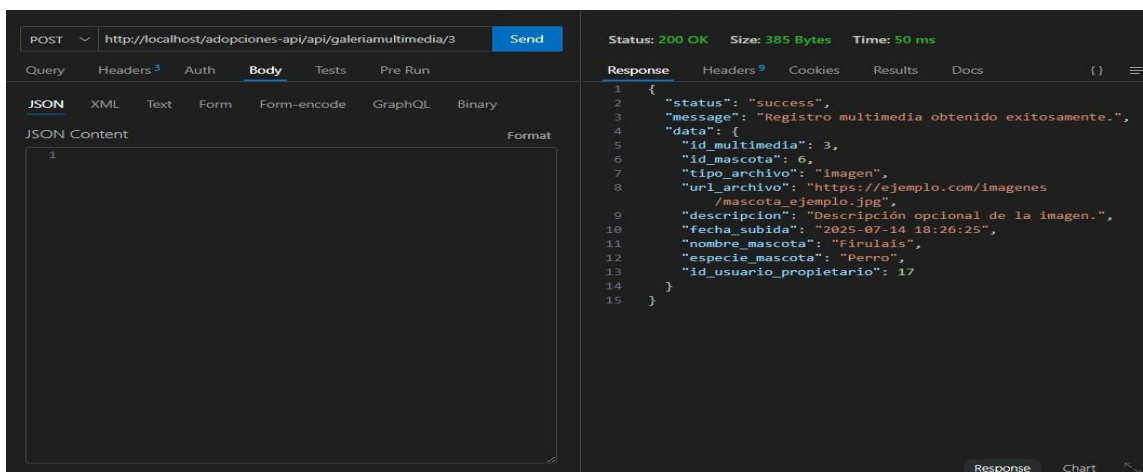 POST http://localhost/adopciones-api/api/galeriamultimedia/3 Send
Query Headers 3 Auth Body Tests Pre Run
JSON XML Text Form Form-encode GraphQL Binary
JSON Content Format
1
Status: 200 OK Size: 385 Bytes Time: 50 ms
Response Headers 9 Cookies Results Docs {}
1 {
2 "status": "success",
3 "message": "Registro multimedia obtenido exitosamente.",
4 "data": {
5 "id_multimedia": 3,
6 "id_mascota": 6,
7 "tipo_archivo": "imagen",
8 "url_archivo": "https://ejemplo.com/imagenes
/mascota_ejemplo.jpg",
9 "descripcion": "Descripción opcional de la imagen.",
10 "fecha_subida": "2025-07-14 18:26:25",
11 "nombre_mascota": "Firulais",
12 "especie_mascota": "Perro",
13 "id_usuario_propietario": 17
14 }
15 }
Response Chart